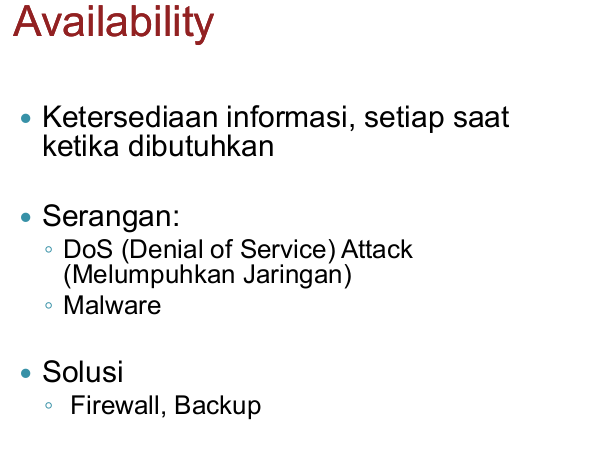 Availability
Ketersediaan informasi, setiap saat
ketika dibutuhkan
Serangan:
DoS (Denial of Service) Attack
(Melumpuhkan Jaringan)
Malware
Solusi
Firewall, Backup